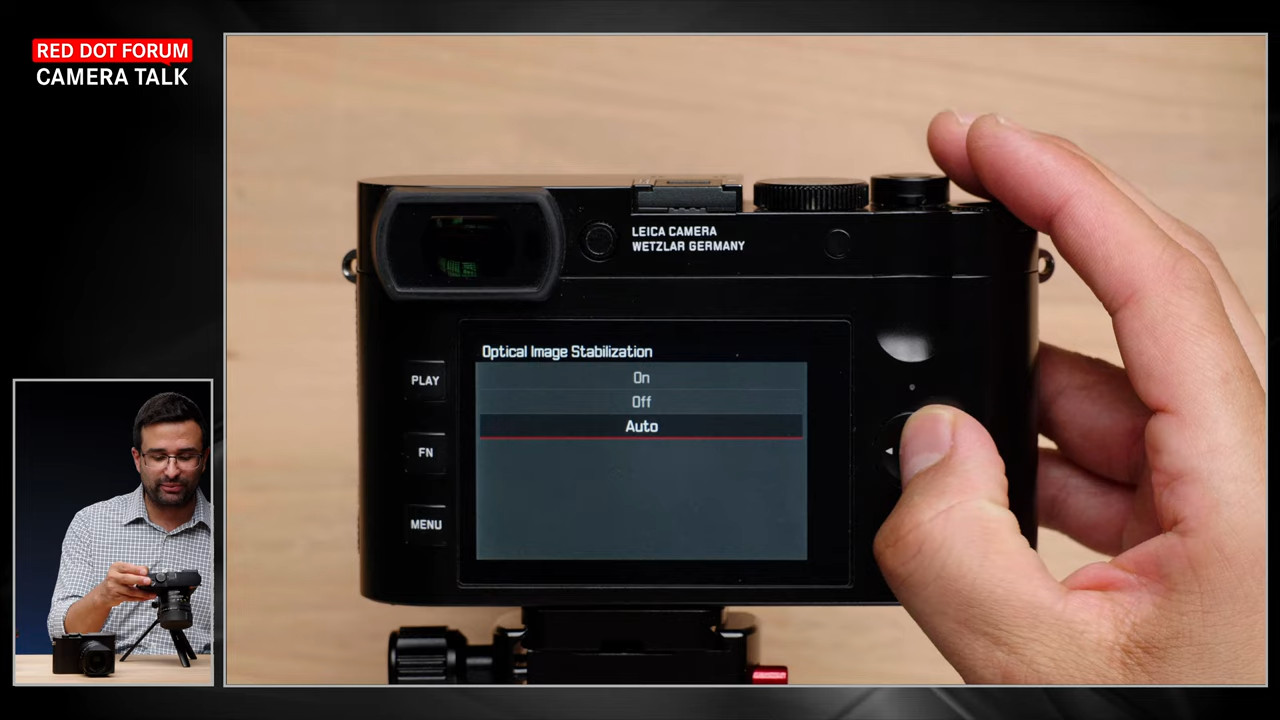 RED DOT FORUM
CAMERA TALK
LEICA CAMERA
WETZLAR GERMANY
Optical Image Stabilization
On
Off
Auto
PLAY
FN
MENU